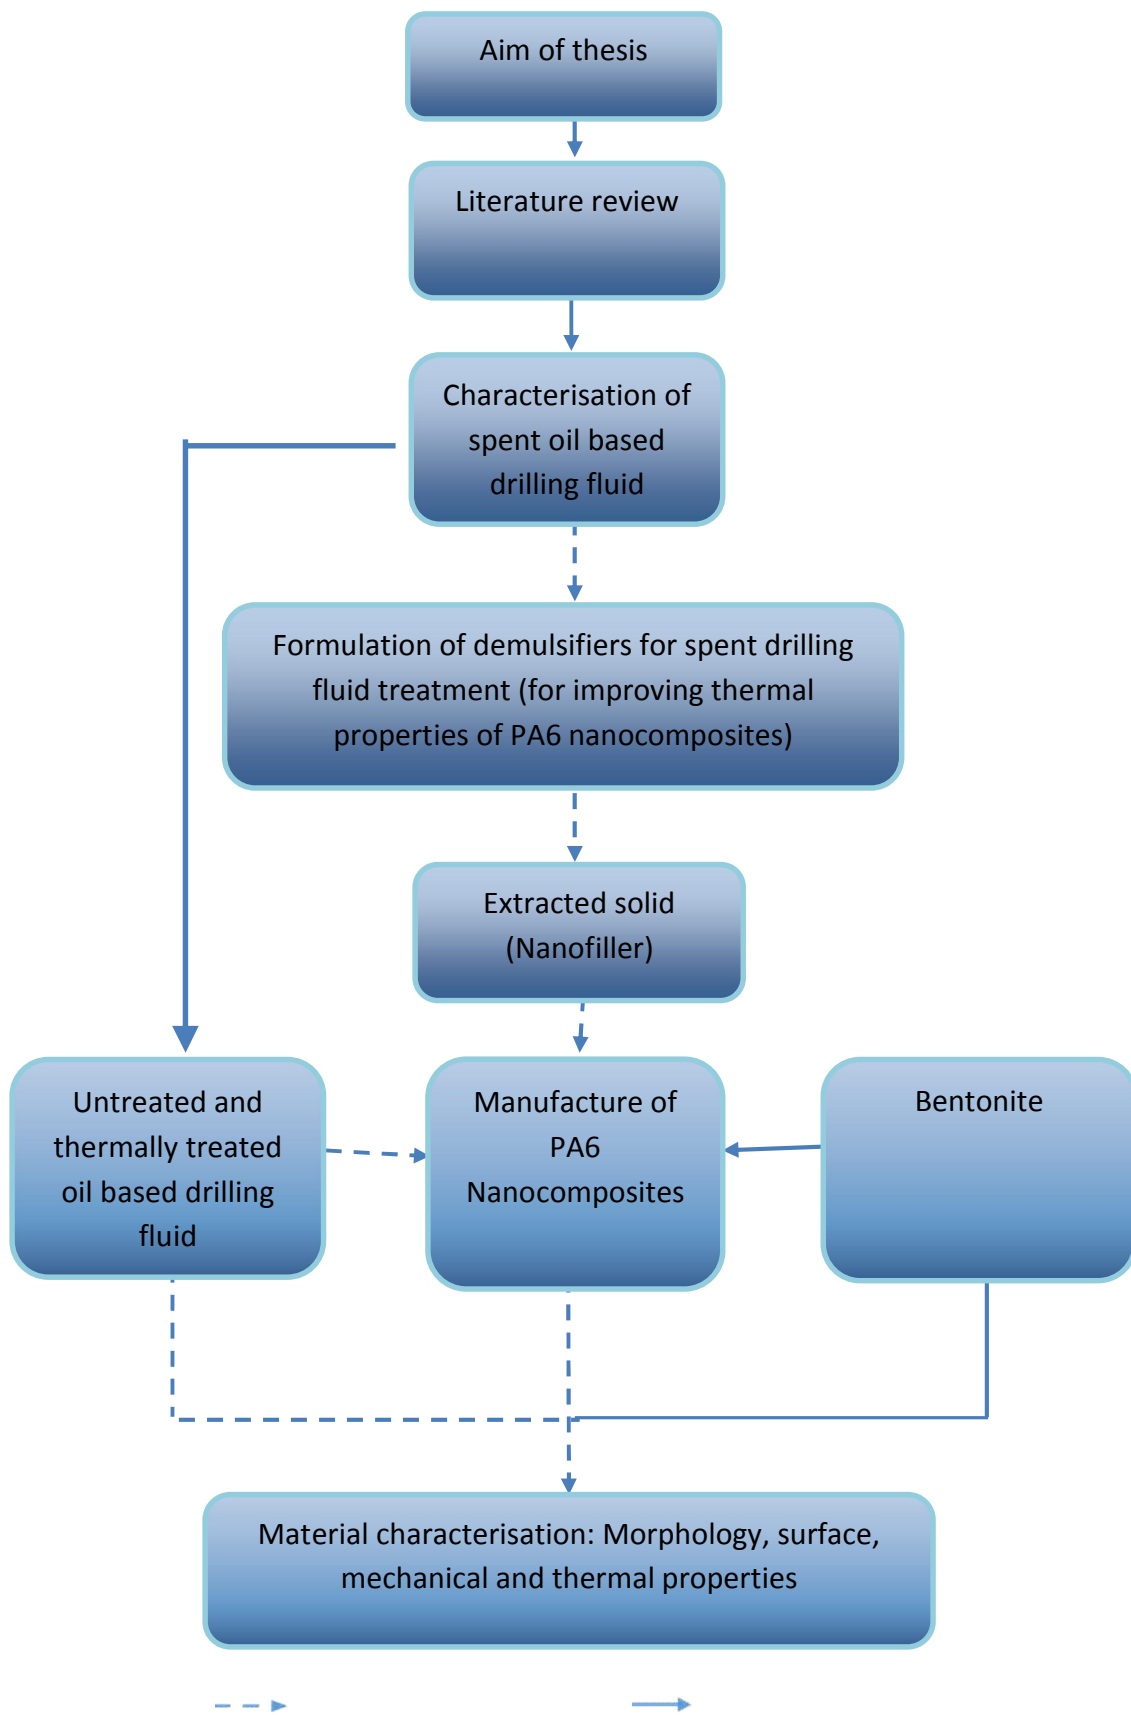 Aim of thesis
Literature review
Characterisation of
spent oil based
drilling fluid
Formulation of demulsifiers for spent drilling
fluid treatment (for improving thermal
properties of PA6 nanocomposites)
Extracted solid
(Nanofiller)
Untreated and
thermally treated
oil based drilling
fluid
Manufacture of
PA6
Nanocomposites
Bentonite
Material characterisation: Morphology, surface,
mechanical and thermal properties